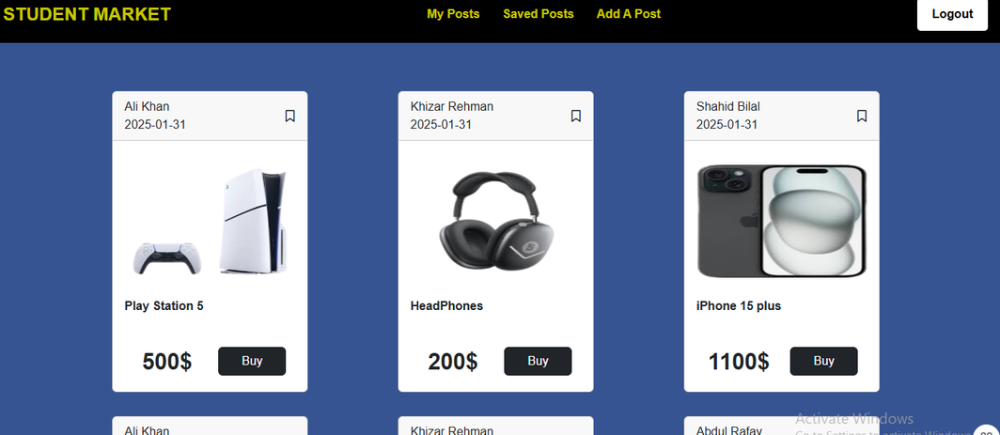 STUDENT MARKET
My Posts Saved Posts Add A Post
Logout
Ali Khan
2025-01-31
Play Station 5
500$ Buy
Khizar Rehman
2025-01-31
HeadPhones
200$ Buy
Shahid Bilal
2025-01-31
iPhone 15 plus
1100$ Buy
Ali Khan
Khizar Rehman
Abdul Rafay
Activate Windows
Go to Settings to activate Windows